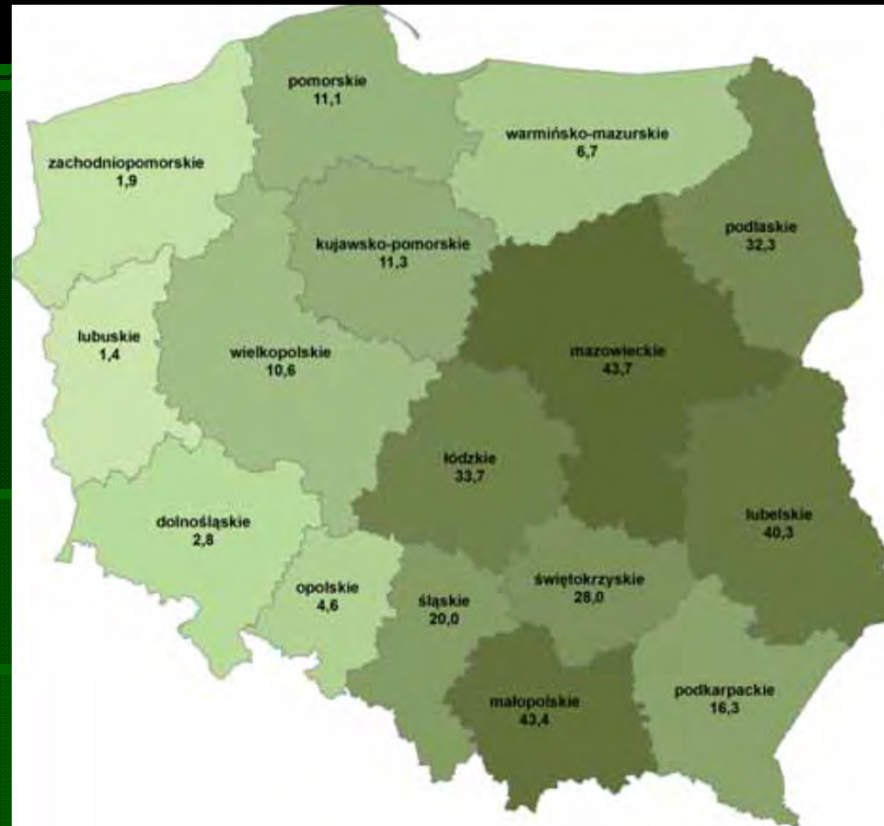 pomorskie
11,1
warmińsko-mazurskie
6,7
zachodniopomorskie
1,9
podlaskie
32,3
kujawsko-pomorskie
11,3
lubuskie
1,4
wielkopolskie
10,6
mazowieckie
43,7
łódzkie
33,7
lubelskie
40,3
dolnośląskie
2,8
opolskie
4,6
śląskie
20,0
świętokrzyskie
28,0
małopolskie
43,4
podkarpackie
16,3